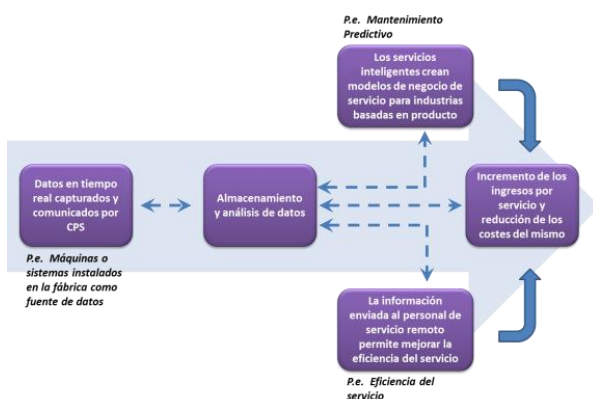 P.e. Mantenimiento
Predictivo
Los servicios
inteligentes crean
modelos de negocio de
servicio para industrias
basadas en producto
Datos en tiempo
real capturados y
comunicados por
CPS
Almacenamiento
y análisis de datos
Incremento de los
ingresos por
servicio y
reducción de los
costes del mismo
P.e. Máquinas o
sistemas instalados
en la fábrica como
fuente de datos
La información
enviada al personal de
servicio remoto
permite mejorar la
eficiencia del servicio
P.e. Eficiencia del
servicio